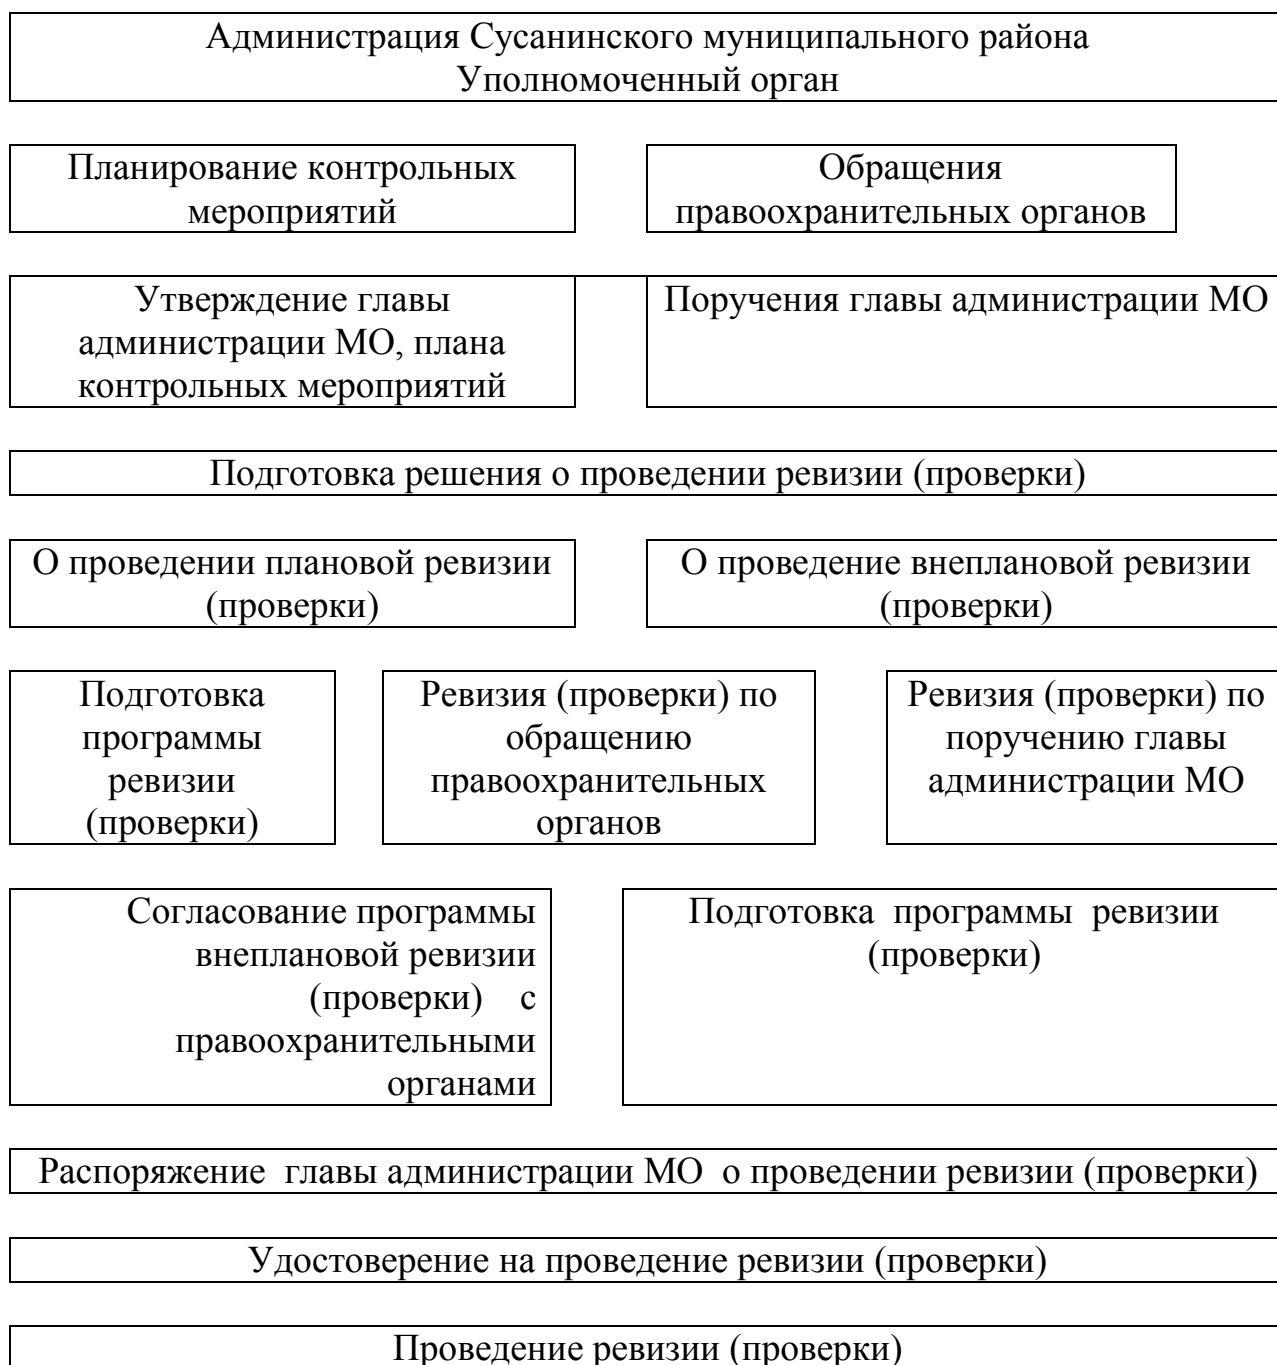 Администрация Сусанинского муниципального района
Уполномоченный орган
Планирование контрольных
мероприятий
Обращения
правоохранительных органов
Утверждение главы
администрации МО, плана
контрольных мероприятий
Поручения главы администрации МО
Подготовка решения о проведении ревизии (проверки)
О проведении плановой ревизии
(проверки)
О проведение внеплановой ревизии
(проверки)
Подготовка
программы
ревизии
(проверки)
Ревизия (проверки) по
обращению
правоохранительных
органов
Ревизия (проверки) по
поручению главы
администрации МО
Согласование программы
внеплановой ревизии
(проверки) с
правоохранительными
органами
Подготовка программы ревизии
(проверки)
Распоряжение главы администрации МО о проведении ревизии (проверки)
Удостоверение на проведение ревизии (проверки)
Проведение ревизии (проверки)